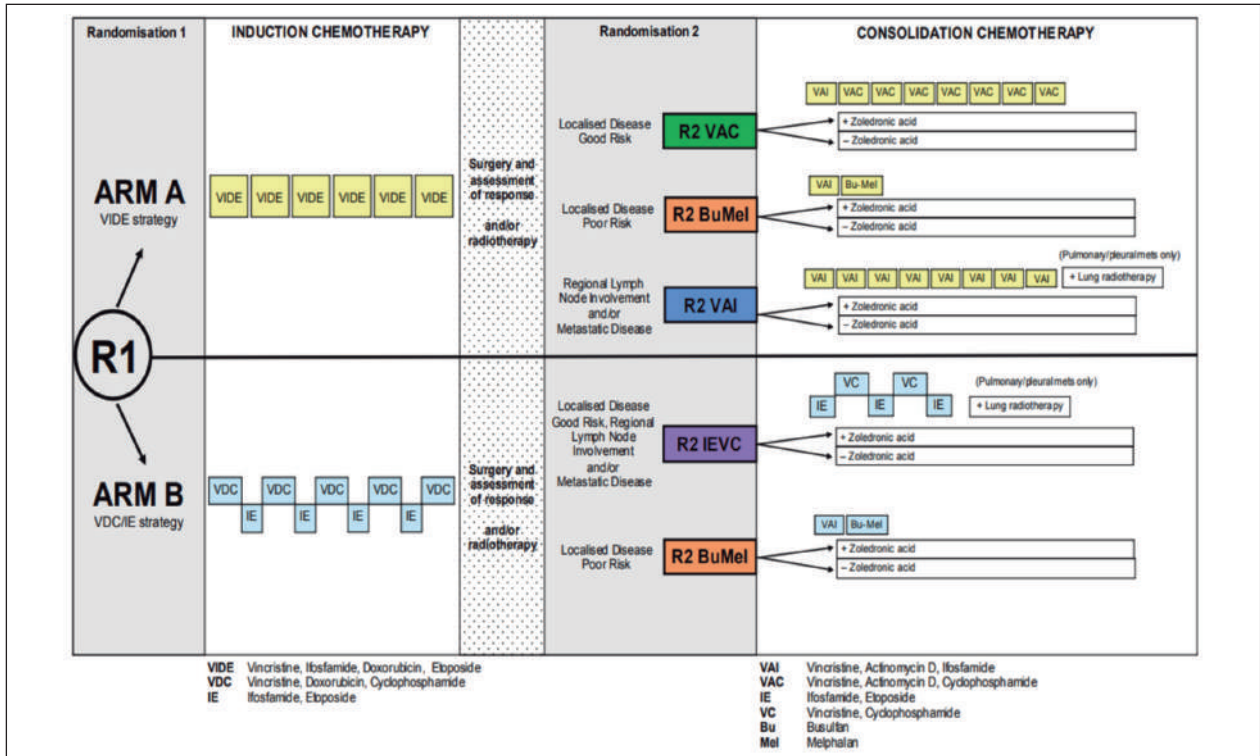 Randomisation 1
INDUCTION CHEMOTHERAPY
Randomisation 2
CONSOLIDATION CHEMOTHERAPY
ARM A
VIDE strategy
VIDE VIDE VIDE VIDE VIDE VIDE
Surgery and
assessment
of response
and/or
radiotherapy
Localised Disease
Good Risk
R2 VAC
VAI VAC VAC VAC VAC VAC VAC VAC
+ Zoledronic acid
– Zoledronic acid
Localised Disease
Poor Risk
R2 BuMel
VAI Bu-Mel
+ Zoledronic acid
– Zoledronic acid
Regional Lymph
Node Involvement
and/or
Metastatic Disease
R2 VAI
(Pulmonary/pleuralmets only)
VAI VAI VAI VAI VAI VAI VAI VAI + Lung radiotherapy
+ Zoledronic acid
– Zoledronic acid
R1
ARM B
VDC/IE strategy
VDC VDC VDC VDC VDC
IE IE IE IE
Surgery and
assessment
of response
and/or
radiotherapy
Localised Disease
Good Risk, Regional
Lymph Node
Involvement
and/or
Metastatic Disease
R2 IEVC
VC VC (Pulmonary/pleuralmets only)
IE IE IE + Lung radiotherapy
+ Zoledronic acid
– Zoledronic acid
Localised Disease
Poor Risk
R2 BuMel
VAI Bu-Mel
+ Zoledronic acid
– Zoledronic acid
VIDE Vincristine, Ifosfamide, Doxorubicin, Etoposide
VDC Vincristine, Doxorubicin, Cyclophosphamide
IE Ifosfamide, Etoposide
VAI Vincristine, Actinomycin D, Ifosfamide
VAC Vincristine, Actinomycin D, Cyclophosphamide
IE Ifosfamide, Etoposide
VC Vincristine, Cyclophosphamide
Bu Busulfan
Mel Melphalan